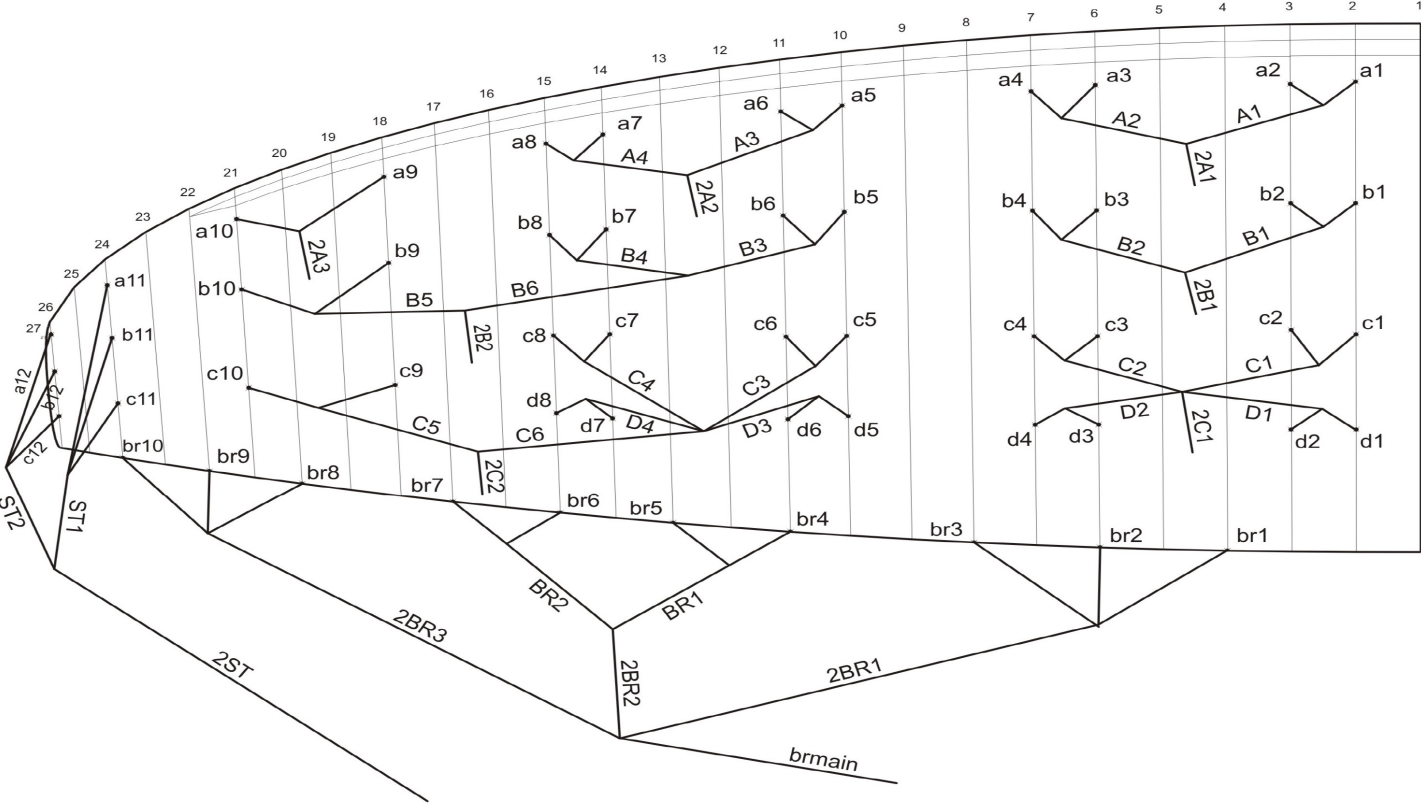 1
2
3
4
5
6
7
8
9
10
11
12
13
14
15
16
17
18
19
20
21
22
23
24
25
26
27
a1
a2
a3
a4
a5
a6
a7
a8
a9
a10
a11
a12
A1
A2
A3
A4
2A1
2A2
2A3
b1
b2
b3
b4
b5
b6
b7
b8
b9
b10
b11
b12
B1
B2
B3
B4
B5
B6
2B1
2B2
c1
c2
c3
c4
c5
c6
c7
c8
c9
c10
c11
c12
C1
C2
C3
C4
C5
C6
2C1
2C2
d1
d2
d3
d4
d5
d6
d7
d8
D1
D2
D3
D4
br1
br2
br3
br4
br5
br6
br7
br8
br9
br10
BR1
BR2
2BR1
2BR2
2BR3
brmain
ST1
ST2
2ST